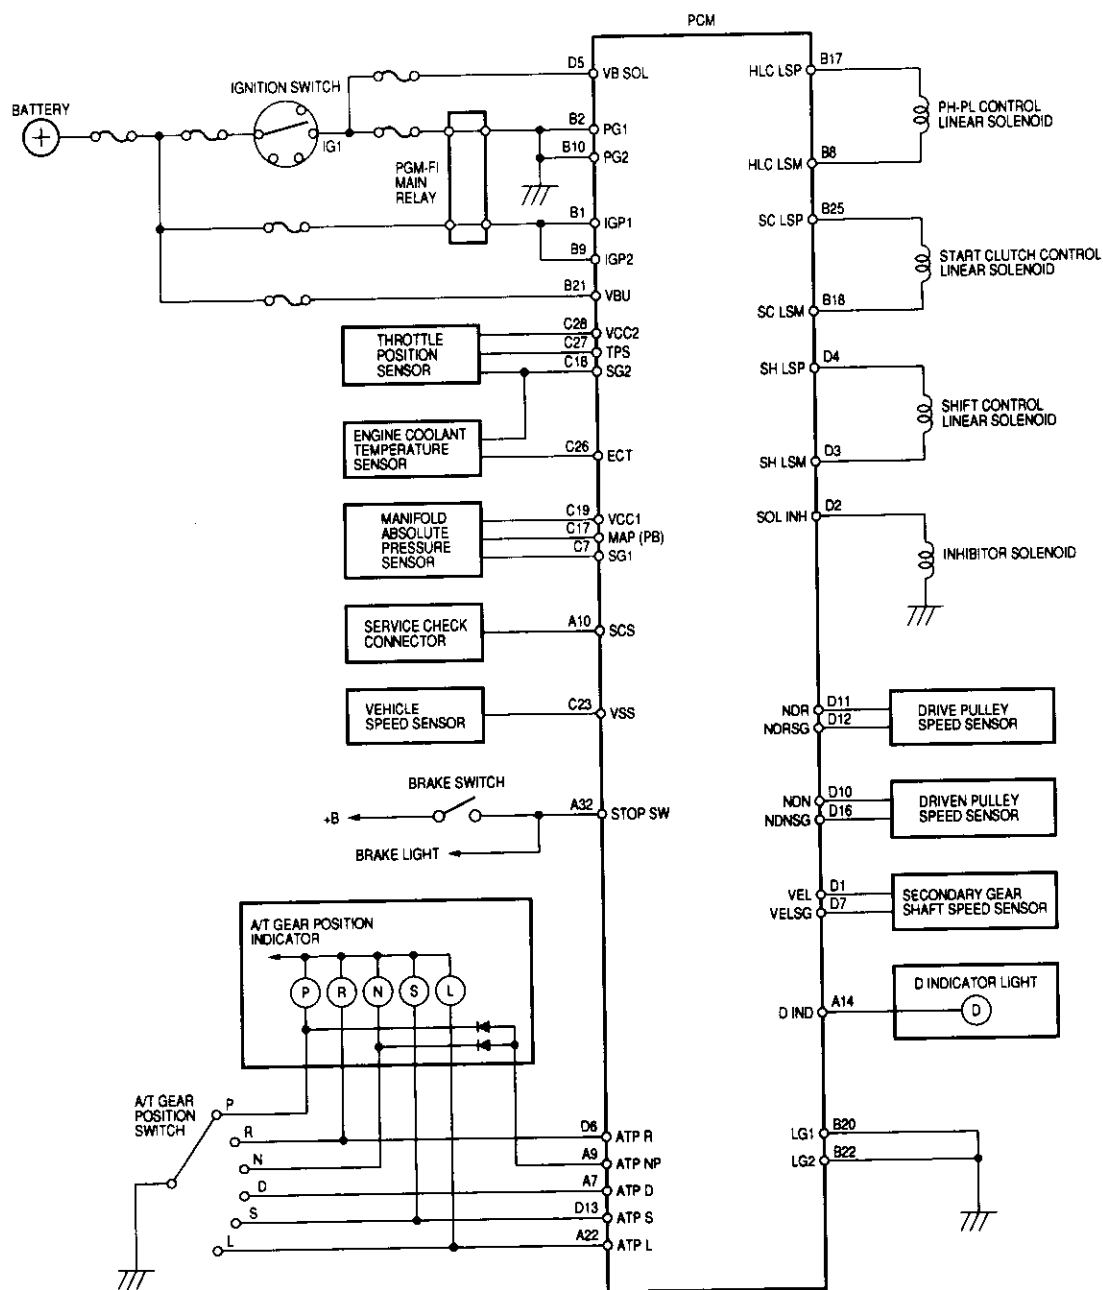 PCM
BATTERY
IGNITION SWITCH
IG1
PGM-FI
MAIN
RELAY
D5
VB SOL
B2
PG1
B10
PG2
B1
IGP1
B9
IGP2
B21
VBU
THROTTLE
POSITION
SENSOR
C28
VCC2
C27
TPS
C18
SG2
ENGINE COOLANT
TEMPERATURE
SENSOR
C26
ECT
MANIFOLD
ABSOLUTE
PRESSURE
SENSOR
C19
VCC1
C17
MAP (PB)
C7
SG1
SERVICE CHECK
CONNECTOR
A10
SCS
VEHICLE
SPEED SENSOR
C23
VSS
BRAKE SWITCH
+B
A32
STOP SW
BRAKE LIGHT
A/T GEAR POSITION
INDICATOR
P
R
N
S
L
A/T GEAR
POSITION
SWITCH
P
R
N
D
S
L
D6
ATP R
A9
ATP NP
A7
ATP D
D13
ATP S
A22
ATP L
HLC LSP
B17
PH-PL CONTROL
LINEAR SOLENOID
HLC LSM
B8
SC LSP
B25
START CLUTCH CONTROL
LINEAR SOLENOID
SC LSM
B18
SH LSP
D4
SHIFT CONTROL
LINEAR SOLENOID
SH LSM
D3
SOL INH
D2
INHIBITOR SOLENOID
NDR
D11
NDRSG
D12
DRIVE PULLEY
SPEED SENSOR
NDN
D10
NDNSG
D16
DRIVEN PULLEY
SPEED SENSOR
VEL
D1
VELSG
D7
SECONDARY GEAR
SHAFT SPEED SENSOR
D INDICATOR LIGHT
D
D IND
A14
LG1
B20
LG2
B22